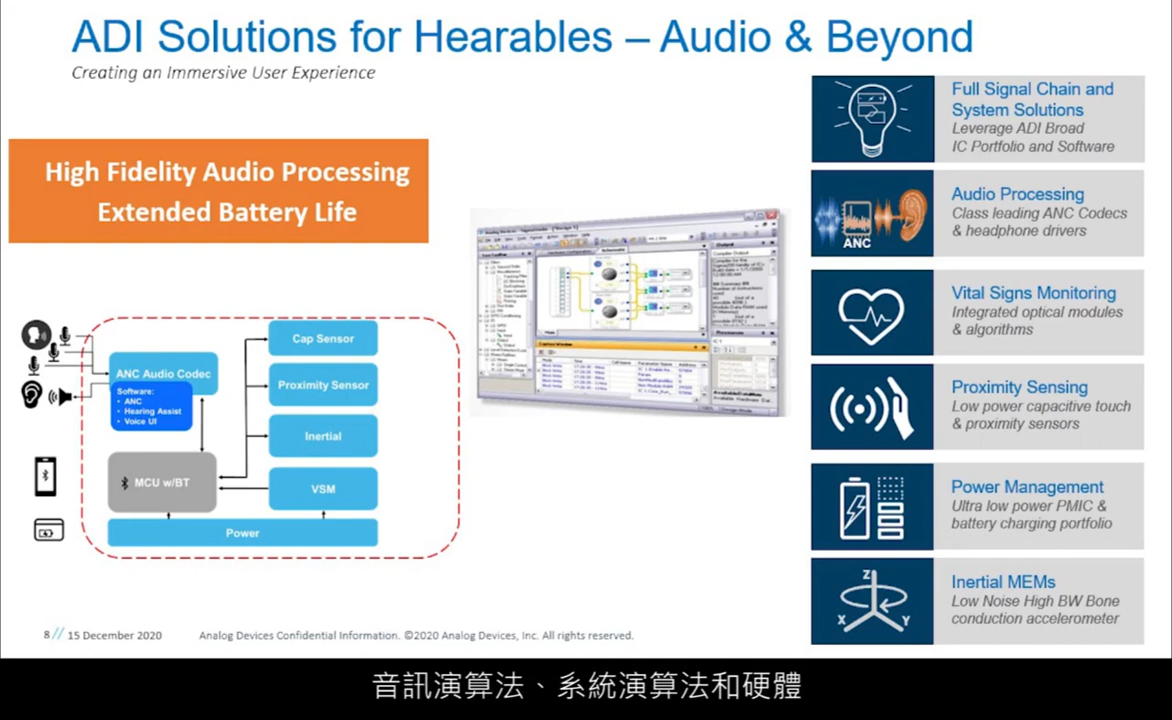 ADI Solutions for Hearables – Audio & Beyond
Creating an Immersive User Experience
High Fidelity Audio Processing
Extended Battery Life
ANC Audio Codec
Software:
• ANC
• Hearing Assist
• Voice UI
MCU w/BT
Cap Sensor
Proximity Sensor
Inertial
VSM
Power
Full Signal Chain and
System Solutions
Leverage ADI Broad
IC Portfolio and Software
ANC
Audio Processing
Class leading ANC Codecs
& headphone drivers
Vital Signs Monitoring
Integrated optical modules
& algorithms
Proximity Sensing
Low power capacitive touch
& proximity sensors
Power Management
Ultra low power PMIC &
battery charging portfolio
Z
X
Y
Inertial MEMs
Low Noise High BW Bone
conduction accelerometer
8 // 15 December 2020
Analog Devices Confidential Information. ©2020 Analog Devices, Inc. All rights reserved.
音訊演算法、系統演算法和硬體